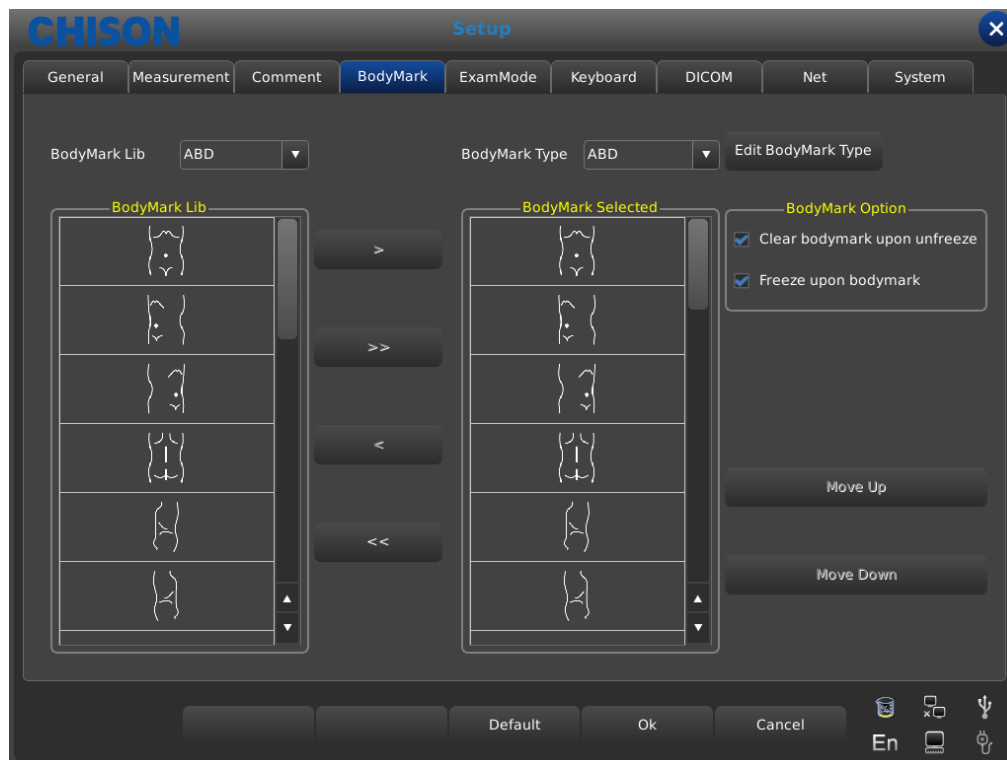 CHISON
Setup
General Measurement Comment BodyMark ExamMode Keyboard DICOM Net System
BodyMark Lib ABD BodyMark Type ABD Edit BodyMark Type
BodyMark Lib BodyMark Selected BodyMark Option
Clear bodymark upon unfreeze
Freeze upon bodymark
>
>>
<
<<
Move Up
Move Down
Default Ok Cancel
En